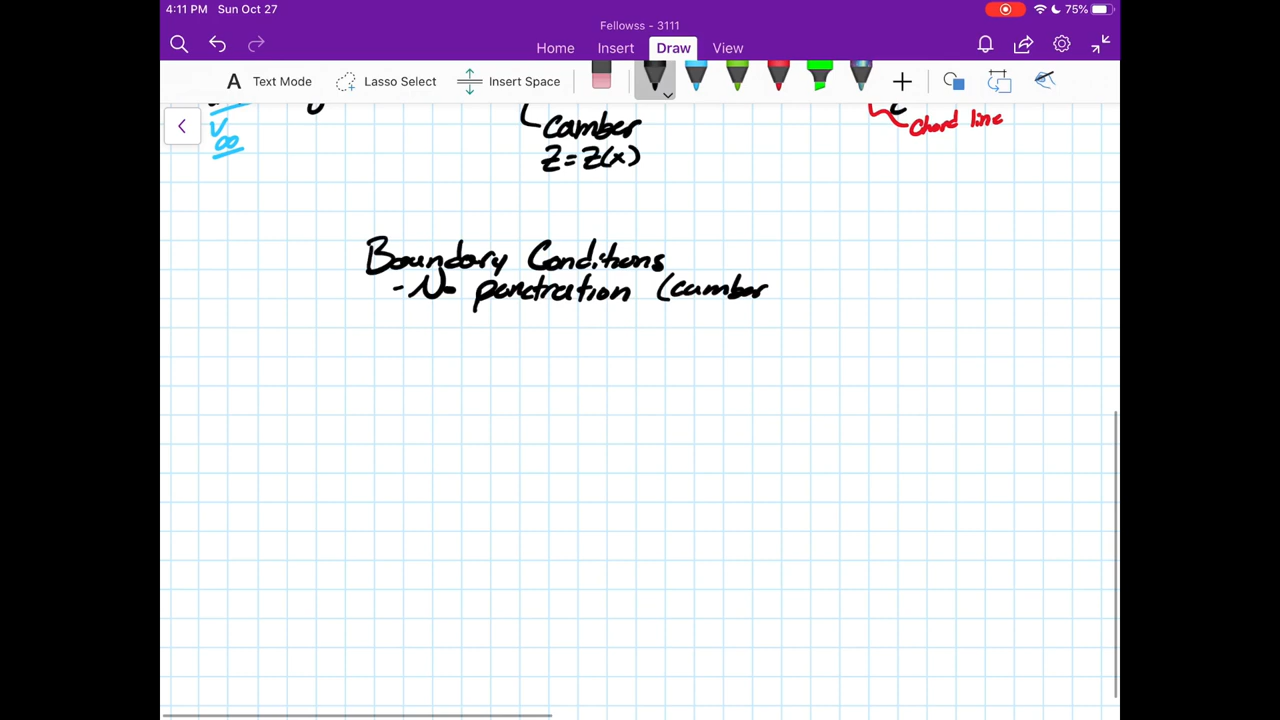 4:11 PM Sun Oct 27
75%
Fellowss - 3111
Home Insert Draw View
A Text Mode Lasso Select Insert Space
V∞
camber
Z = Z(x)
c
Chord line
Boundary Conditions
- No penetration (camber